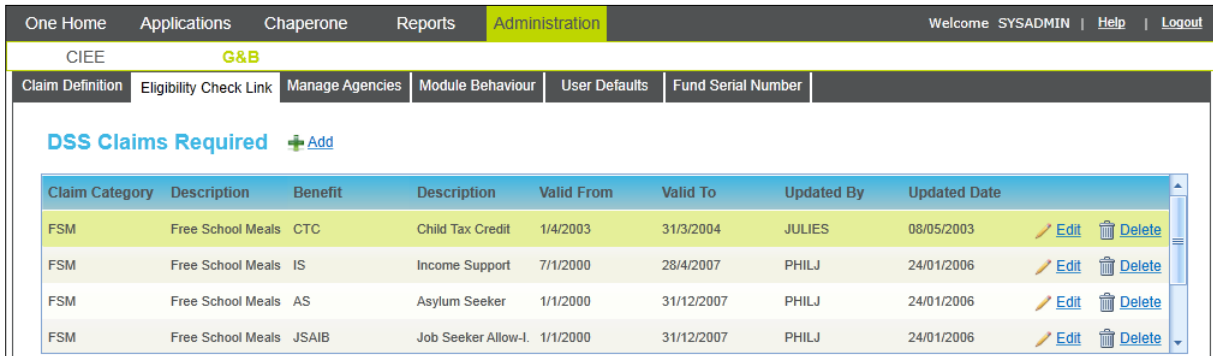 One Home Applications Chaperone Reports Administration Welcome SYSADMIN | Help | Logout
CIEE G&B
Claim Definition Eligibility Check Link Manage Agencies Module Behaviour User Defaults Fund Serial Number
DSS Claims Required Add
Claim Category Description Benefit Description Valid From Valid To Updated By Updated Date
FSM Free School Meals CTC Child Tax Credit 1/4/2003 31/3/2004 JULIES 08/05/2003 Edit Delete
FSM Free School Meals IS Income Support 7/1/2000 28/4/2007 PHILJ 24/01/2006 Edit Delete
FSM Free School Meals AS Asylum Seeker 1/1/2000 31/12/2007 PHILJ 24/01/2006 Edit Delete
FSM Free School Meals JSAIB Job Seeker Allow-I. 1/1/2000 31/12/2007 PHILJ 24/01/2006 Edit Delete